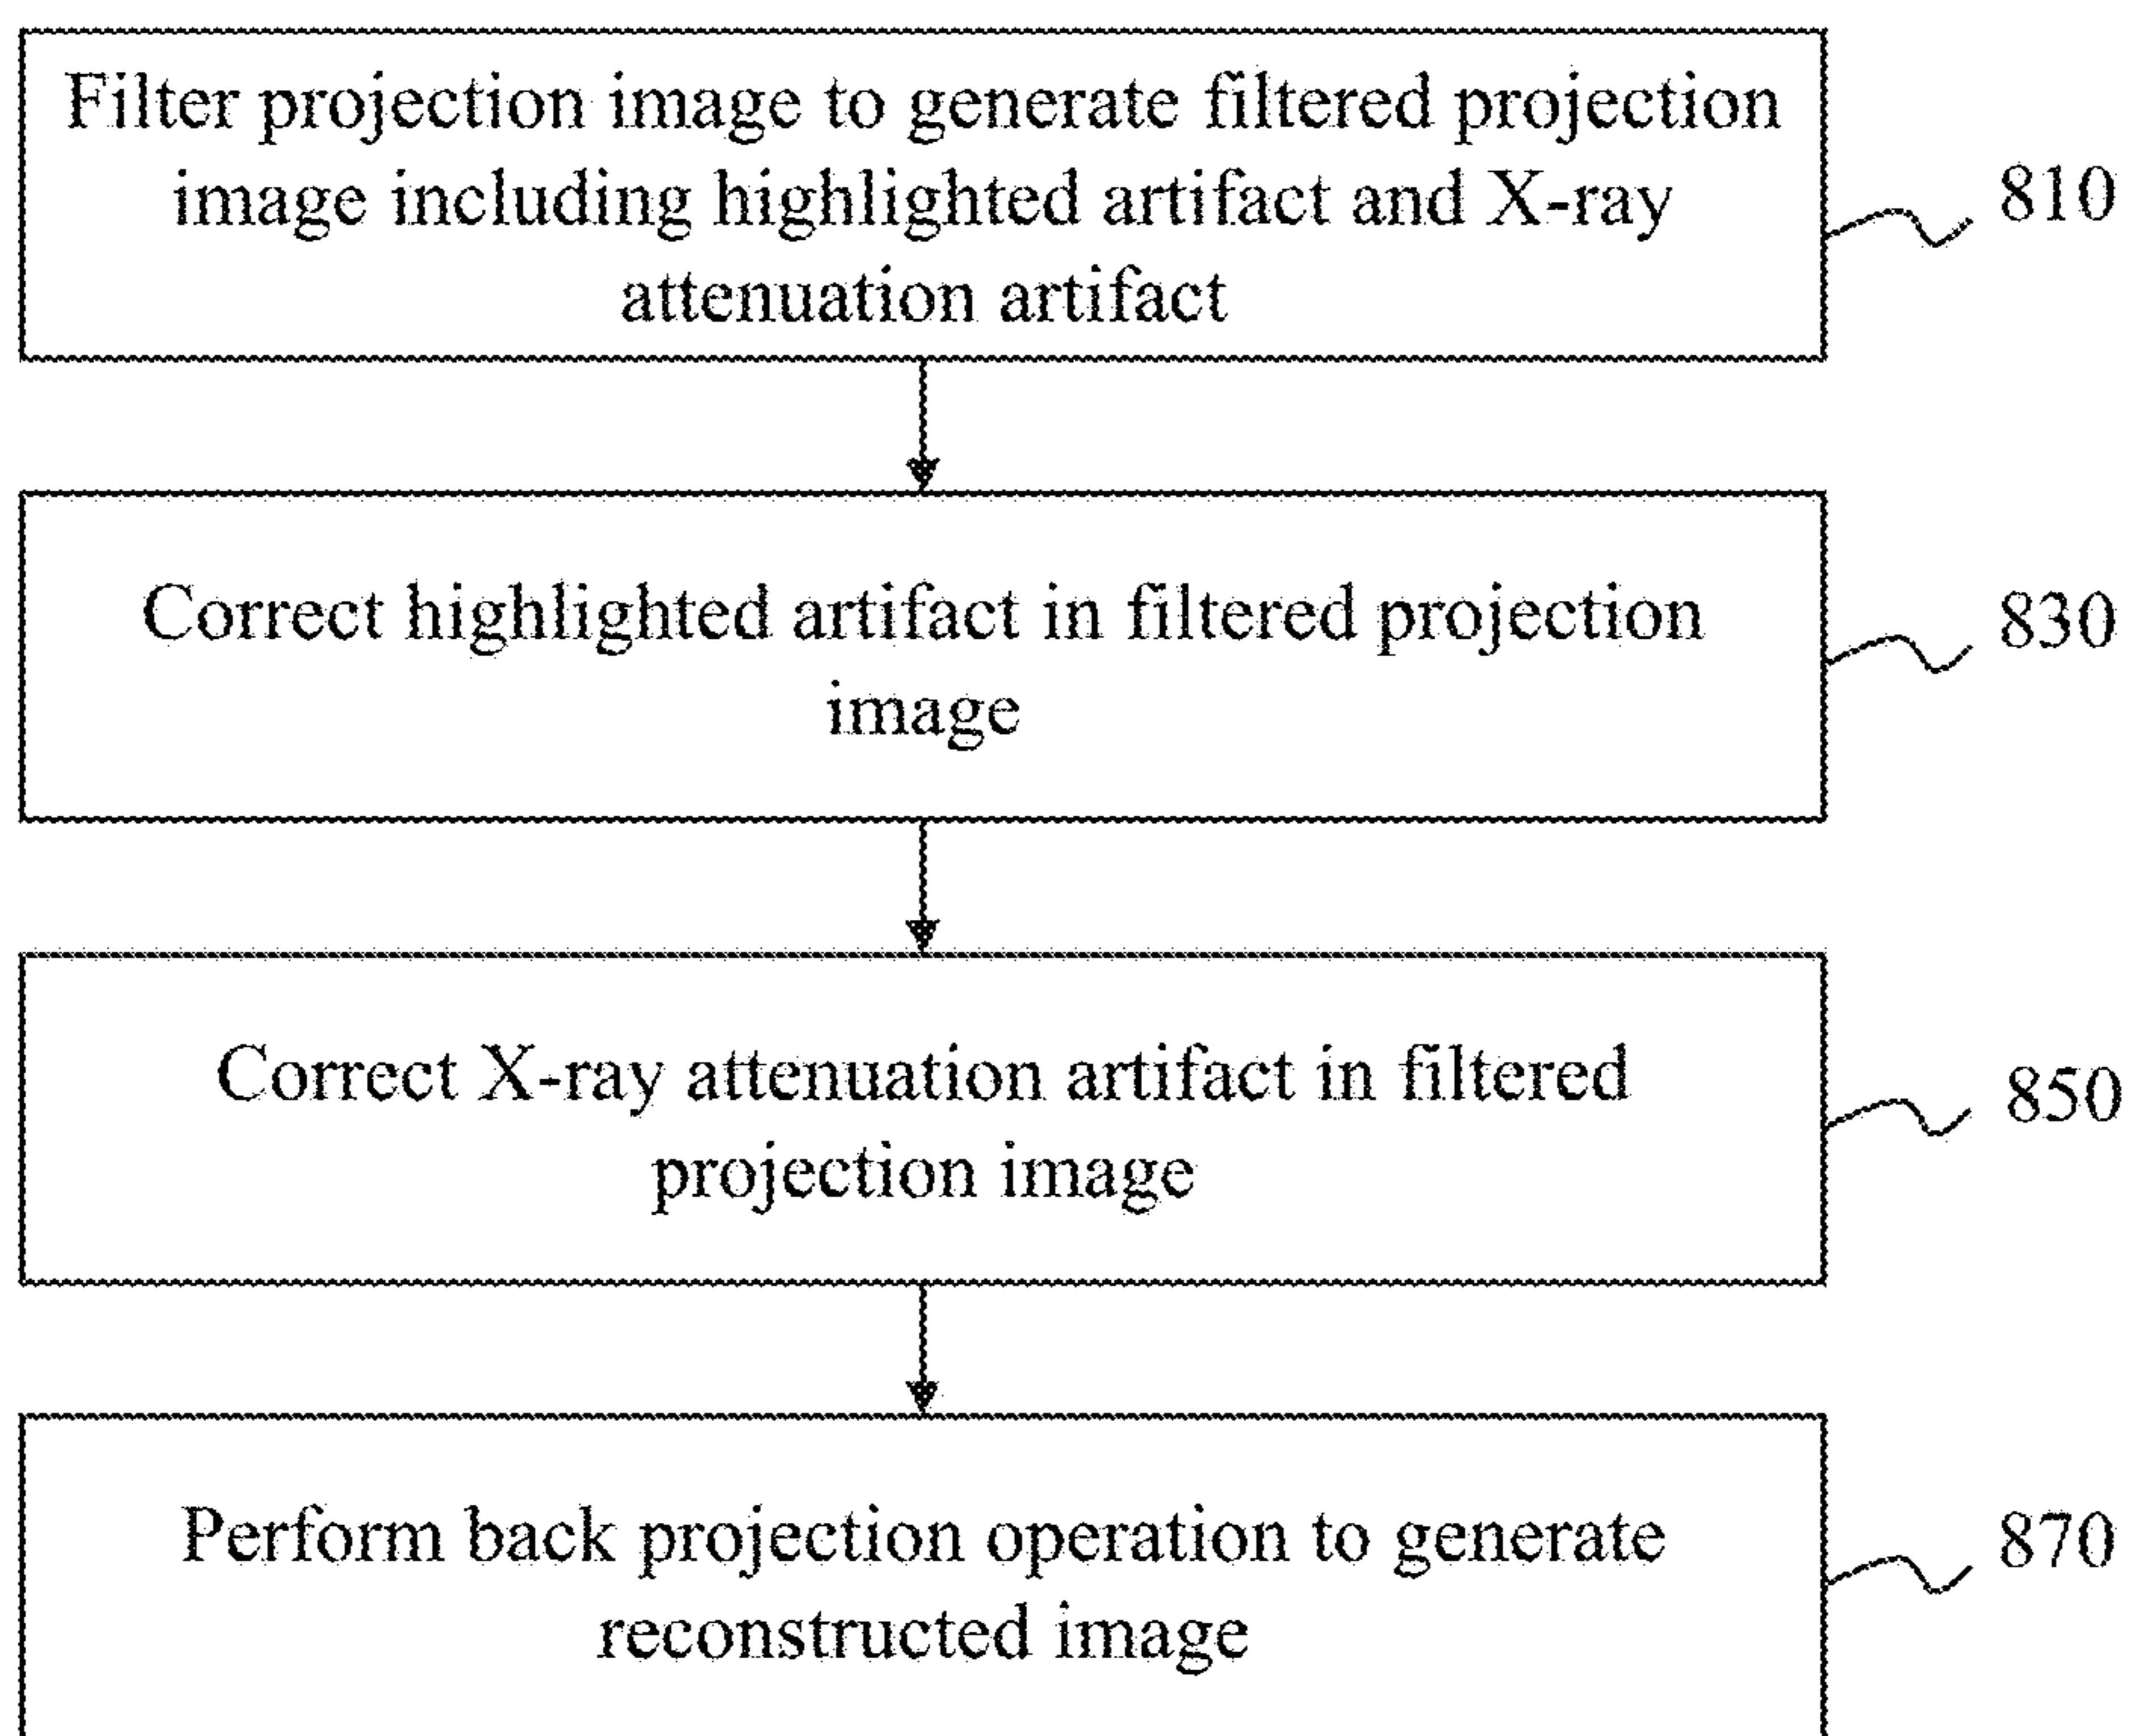 Filter projection image to generate filtered projection
image including highlighted artifact and X-ray
attenuation artifact
810
Correct highlighted artifact in filtered projection
image
830
Correct X-ray attenuation artifact in filtered
projection image
850
Perform back projection operation to generate
reconstructed image
870